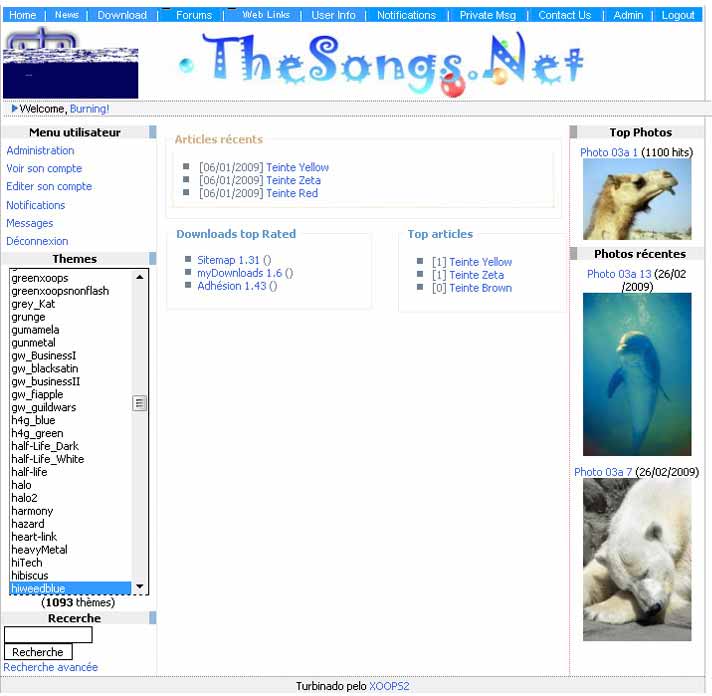 Home | News | Download | Forums | Web Links | User Info | Notifications | Private Msg | Contact Us | Admin | Logout
TheSongs.Net
Welcome, Burning!
Menu utilisateur
Administration
Voir son compte
Editer son compte
Notifications
Messages
Déconnexion
Themes
greenxoops
greenxoopsnonflash
grey_Kat
grunge
gumamela
gunmetal
gw_BusinessI
gw_blacksatin
gw_businessII
gw_fiapple
gw_guildwars
h4g_blue
h4g_green
half-Life_Dark
half-Life_White
half-life
halo
halo2
harmony
hazard
heart-link
heavyMetal
hiTech
hibiscus
hiweedblue
(1093 thèmes)
Recerche
Recherche
Recherche avancée
Articles récents
[06/01/2009] Teinte Yellow
[06/01/2009] Teinte Zeta
[06/01/2009] Teinte Red
Downloads top Rated
Sitemap 1.31 ()
myDownloads 1.6 ()
Adhésion 1.43 ()
Top articles
[1] Teinte Yellow
[1] Teinte Zeta
[0] Teinte Brown
Top Photos
Photo 03a 1 (1100 hits)
Photos récentes
Photo 03a 13 (26/02
/2009)
Photo 03a 7 (26/02/2009)
Turbinado pelo XOOPS2